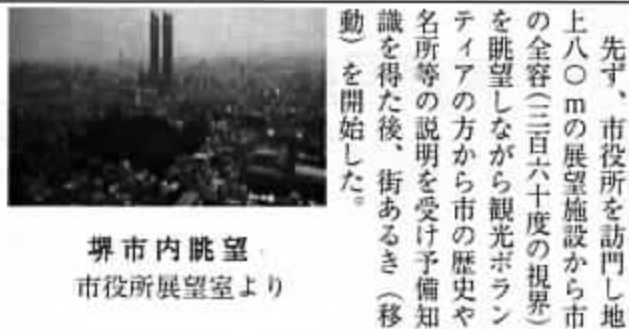 先ず、市役所を訪門し地
上八〇mの展望施設から市
の全容(三百六十度の視界)
を眺望しながら観光ボラン
ティアの方から市の歴史や
名所等の説明を受け予備知
識を得た後、街あるき(移
動)を開始した。
堺市内眺望
市役所展望室より